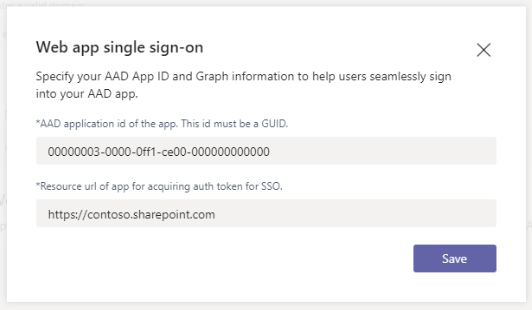 Web app single sign-on
Specify your AAD App ID and Graph information to help users seamlessly sign
into your AAD app.
*AAD application id of the app. This id must be a GUID.
00000003-0000-0ff1-ce00-000000000000
*Resource url of app for acquiring auth token for SSO.
https://contoso.sharepoint.com
Save